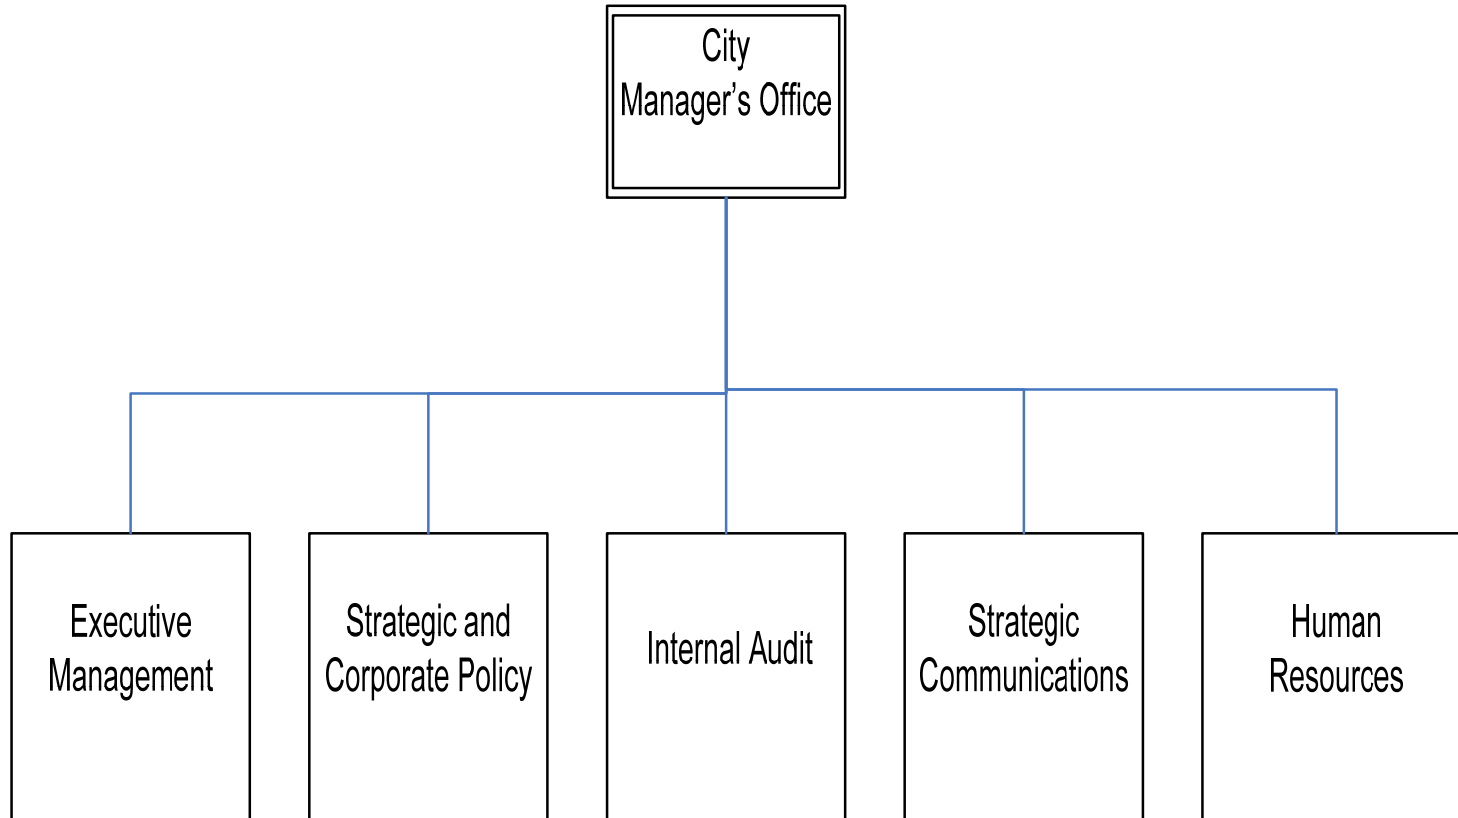 City
Manager’s Office
Executive
Management
Strategic and
Corporate Policy
Internal Audit
Strategic
Communications
Human
Resources